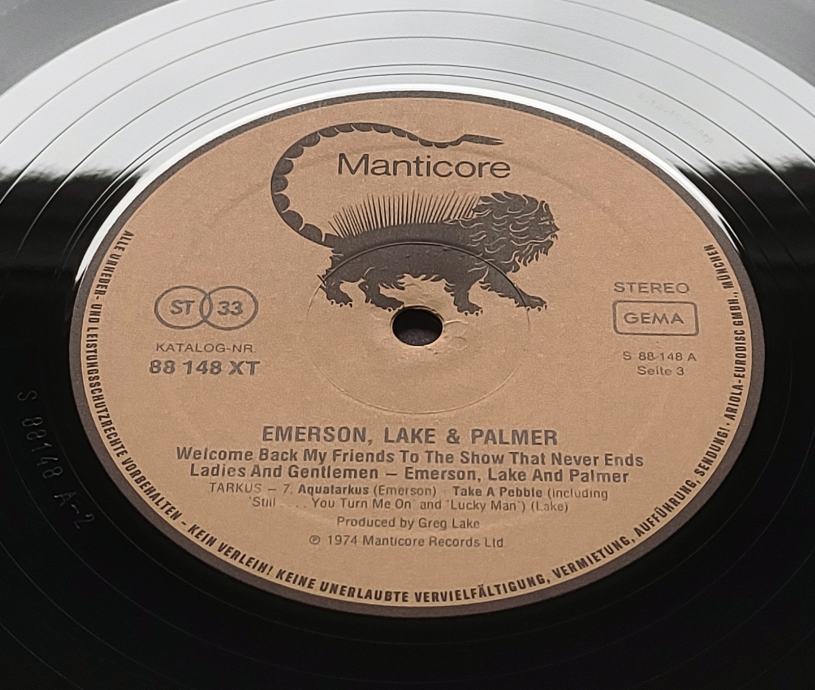 Manticore
ST 33
KATALOG-NR.
88 148 XT
STEREO
GEMA
S 88 148 A
Seite 3
EMERSON, LAKE & PALMER
Welcome Back My Friends To The Show That Never Ends
Ladies And Gentlemen – Emerson, Lake And Palmer
TARKUS – 7. Aquatarkus (Emerson) Take A Pebble (including
'Still . . . . You Turn Me On' and 'Lucky Man') (Lake)
Produced by Greg Lake
℗ 1974 Manticore Records Ltd.
ALLE URHEBER- UND LEISTUNGSSCHUTZRECHTE VORBEHALTEN - KEIN VERLEIH! KEINE UNERLAUBTE VERVIELFÄLTIGUNG, VERMIETUNG, AUFFÜHRUNG, SENDUNG! · ARIOLA-EURODISC GMBH., MÜNCHEN
S 88148 A-2